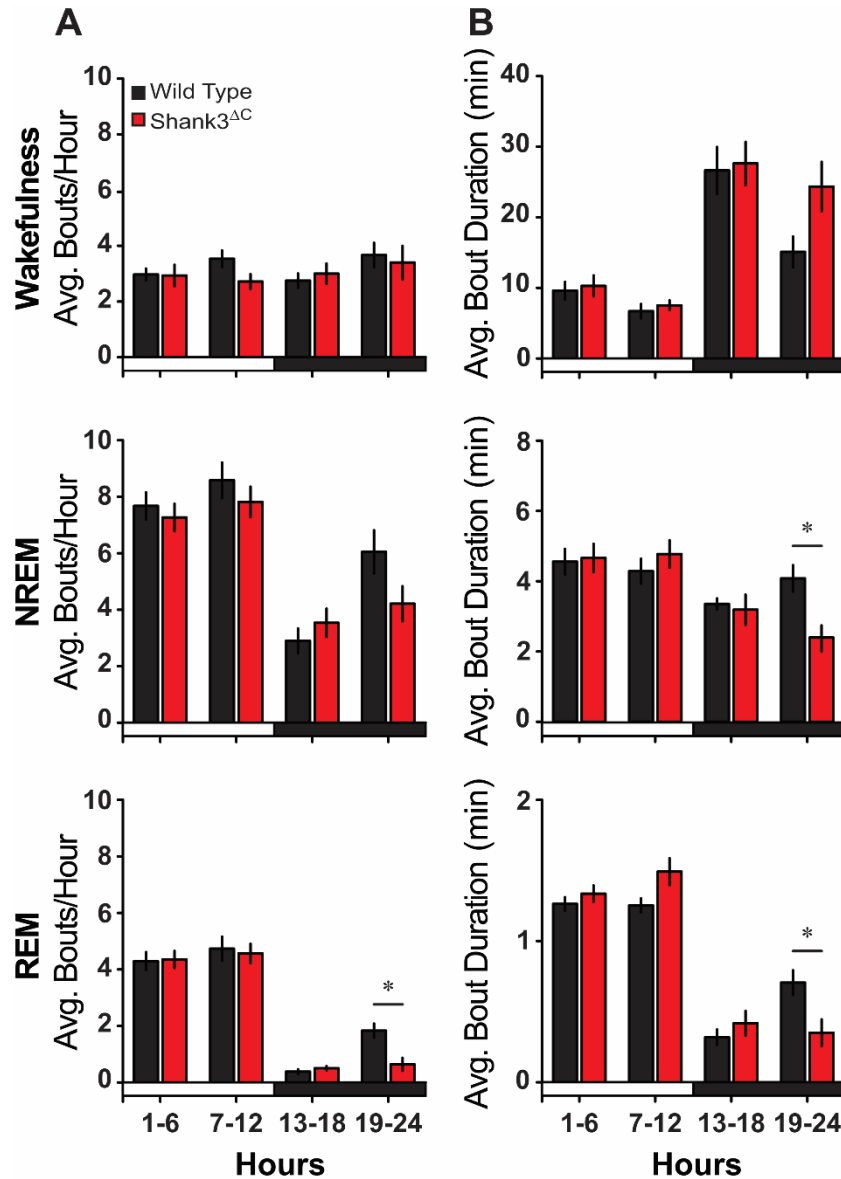 A
B
Wakefulness
Avg. Bouts/Hour
10
8
6
4
2
0
Wild Type
Shank3ΔC
Avg. Bout Duration (min)
40
30
20
10
0
NREM
Avg. Bouts/Hour
10
8
6
4
2
0
Avg. Bout Duration (min)
8
6
4
2
0
*
REM
Avg. Bouts/Hour
10
8
6
4
2
0
*
Avg. Bout Duration (min)
2
1
0
*
1-6 7-12 13-18 19-24
Hours
1-6 7-12 13-18 19-24
Hours